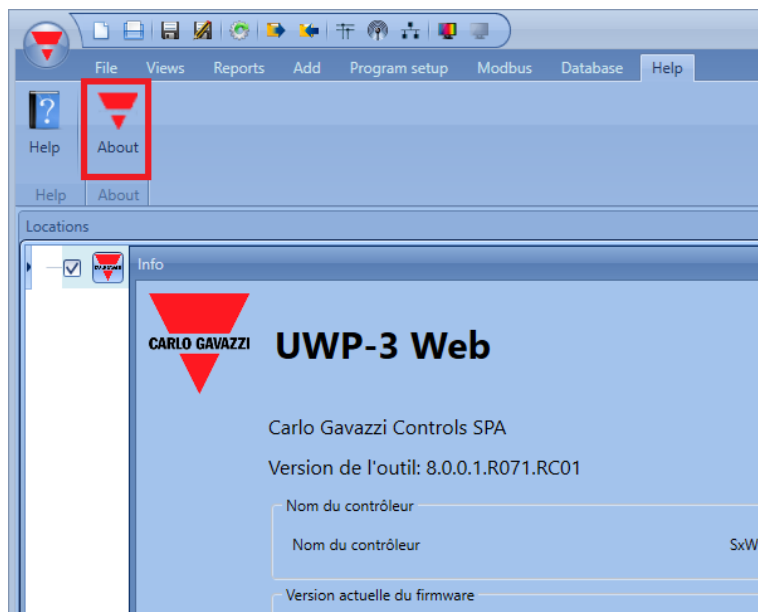 File Views Reports Add Program setup Modbus Database Help
Help About
Help About
Locations
Info
CARLO GAVAZZI
UWP-3 Web
Carlo Gavazzi Controls SPA
Version de l'outil: 8.0.0.1.R071.RC01
Nom du contrôleur
Nom du contrôleur SxW
Version actuelle du firmware